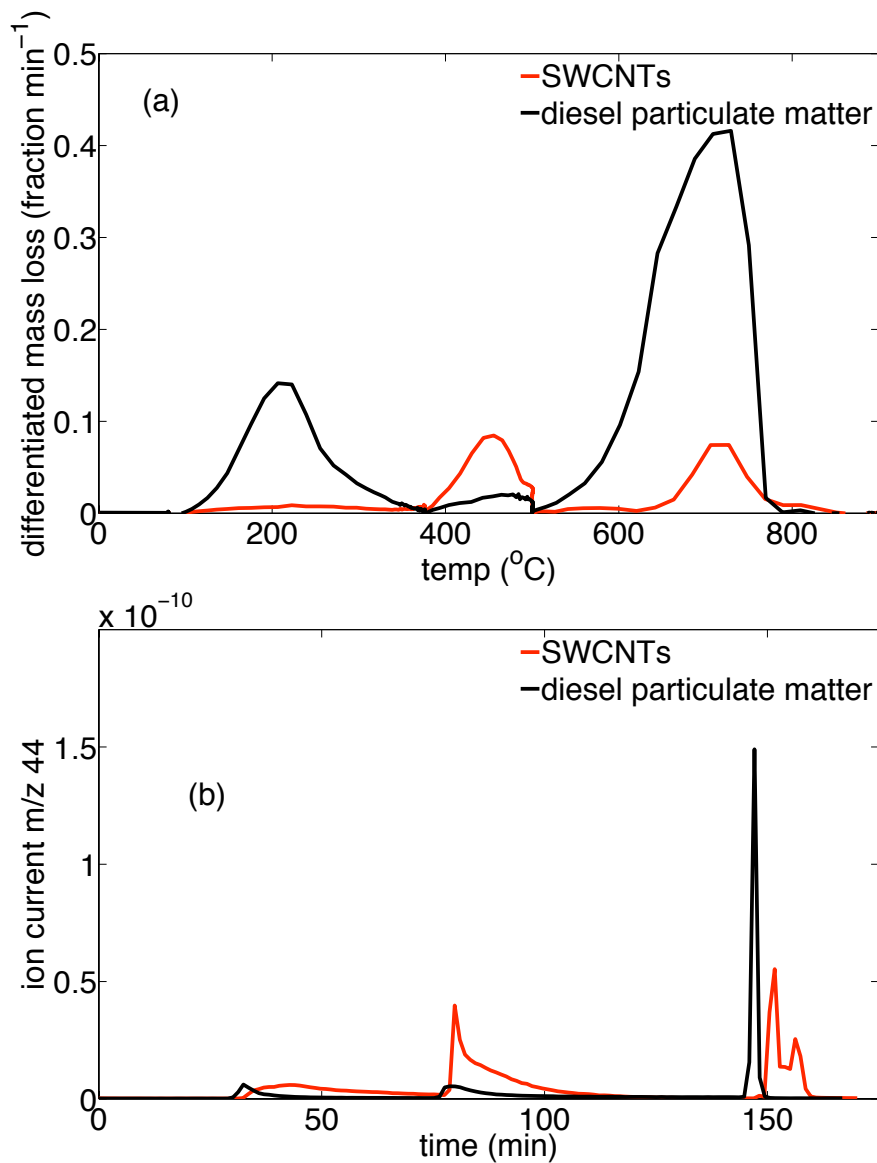 differentiated mass loss (fraction min⁻¹)
0.5
0.4
0.3
0.2
0.1
0
(a)
SWCNTs
diesel particulate matter
0 200 400 600 800
temp (°C)
x 10⁻¹⁰
ion current m/z 44
1.5
1
0.5
0
(b)
SWCNTs
diesel particulate matter
0 50 100 150
time (min)